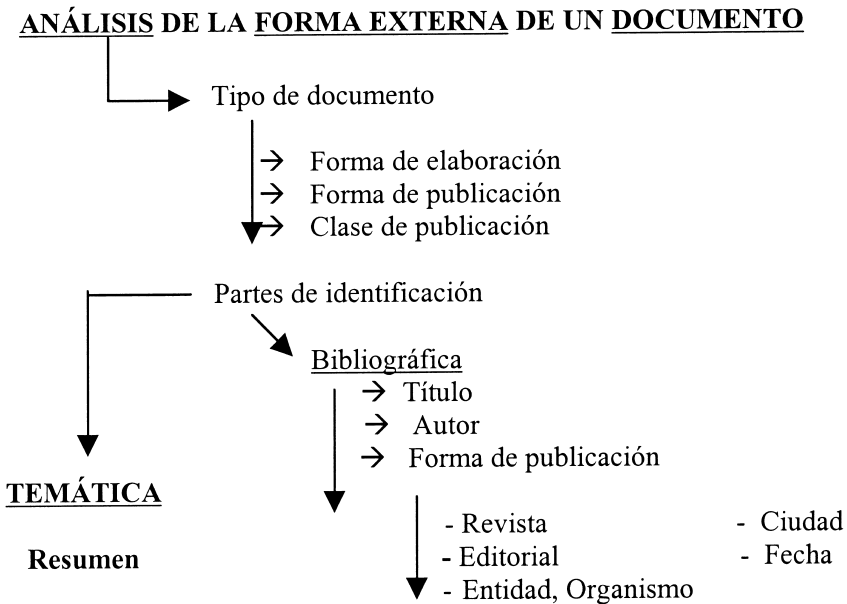 ANÁLISIS DE LA FORMA EXTERNA DE UN DOCUMENTO
Tipo de documento
Forma de elaboración
Forma de publicación
Clase de publicación
Partes de identificación
Bibliográfica
Título
Autor
Forma de publicación
TEMÁTICA
Resumen
- Revista
- Editorial
- Entidad, Organismo
- Ciudad
- Fecha